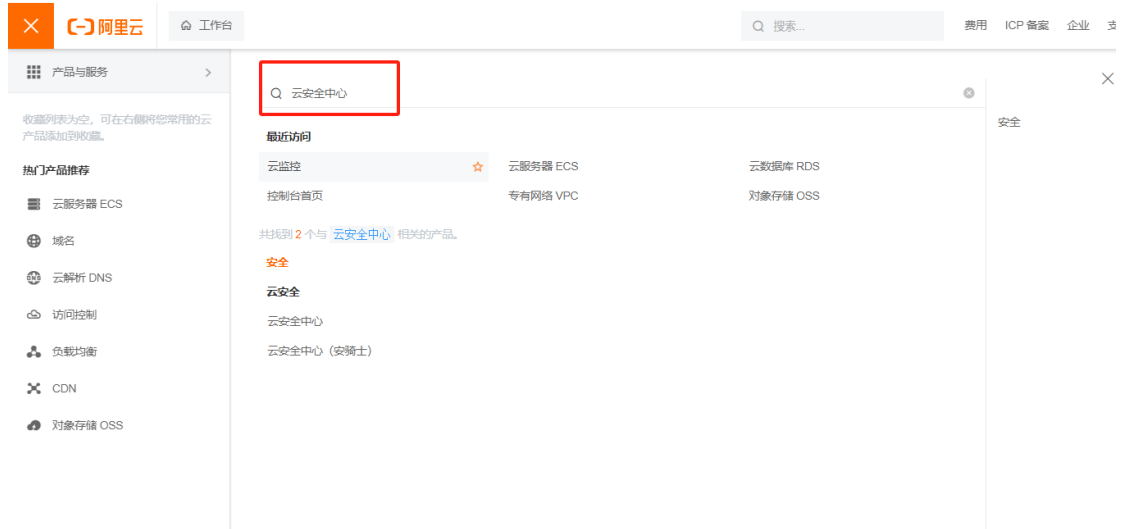 阿里云 工作台 搜索... 费用 ICP 备案 企业
产品与服务
收藏列表为空，可在右侧将您常用的云
产品添加到收藏。
热门产品推荐
云服务器 ECS
域名
云解析 DNS
访问控制
负载均衡
CDN
对象存储 OSS
云安全中心
最近访问
云监控 云服务器 ECS 云数据库 RDS
控制台首页 专有网络 VPC 对象存储 OSS
共找到 2 个与 云安全中心 相关的产品。
安全
云安全
云安全中心
云安全中心（安骑士）
安全